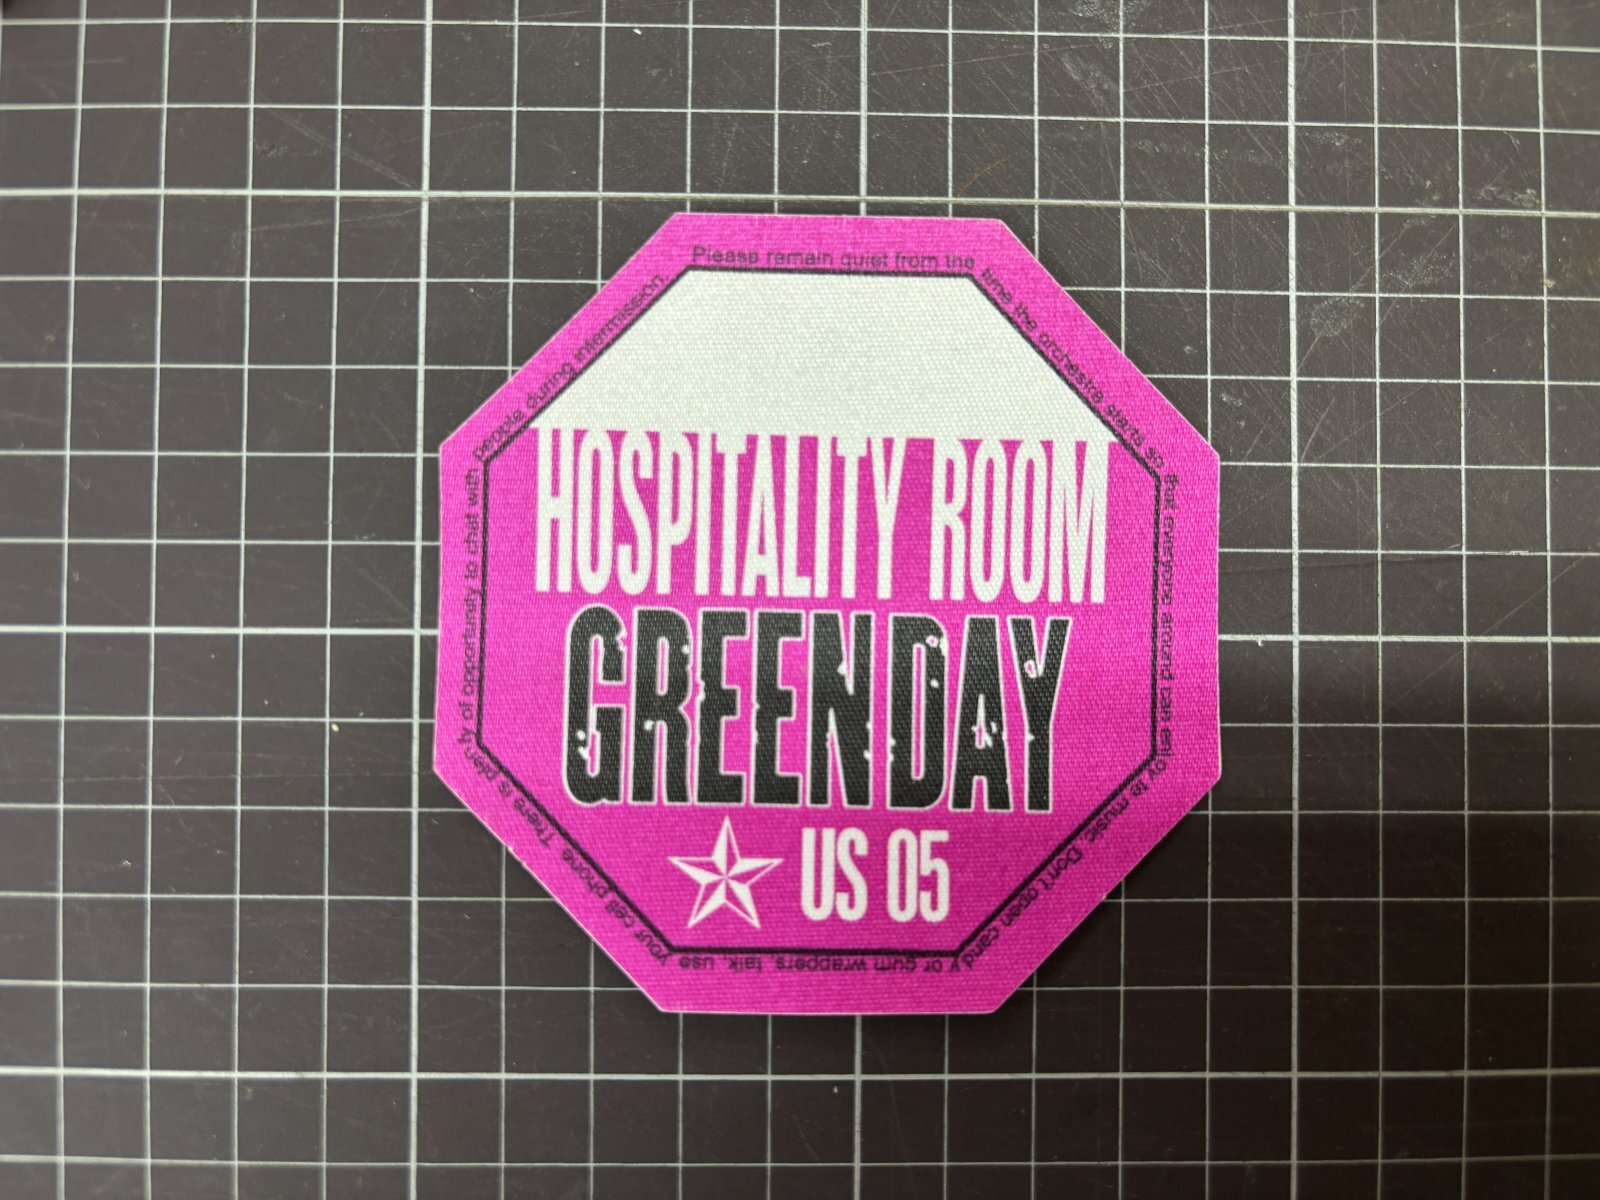 Please remain quiet from the
time the orchestre starts so
that everyone around can enjoy
to music. Don't open candy
or gum wrappers, talk, use
your cell phone. There is
plenty of opportunity to chat with
people during intermission.
HOSPITALITY ROOM
GREEN DAY
US 05